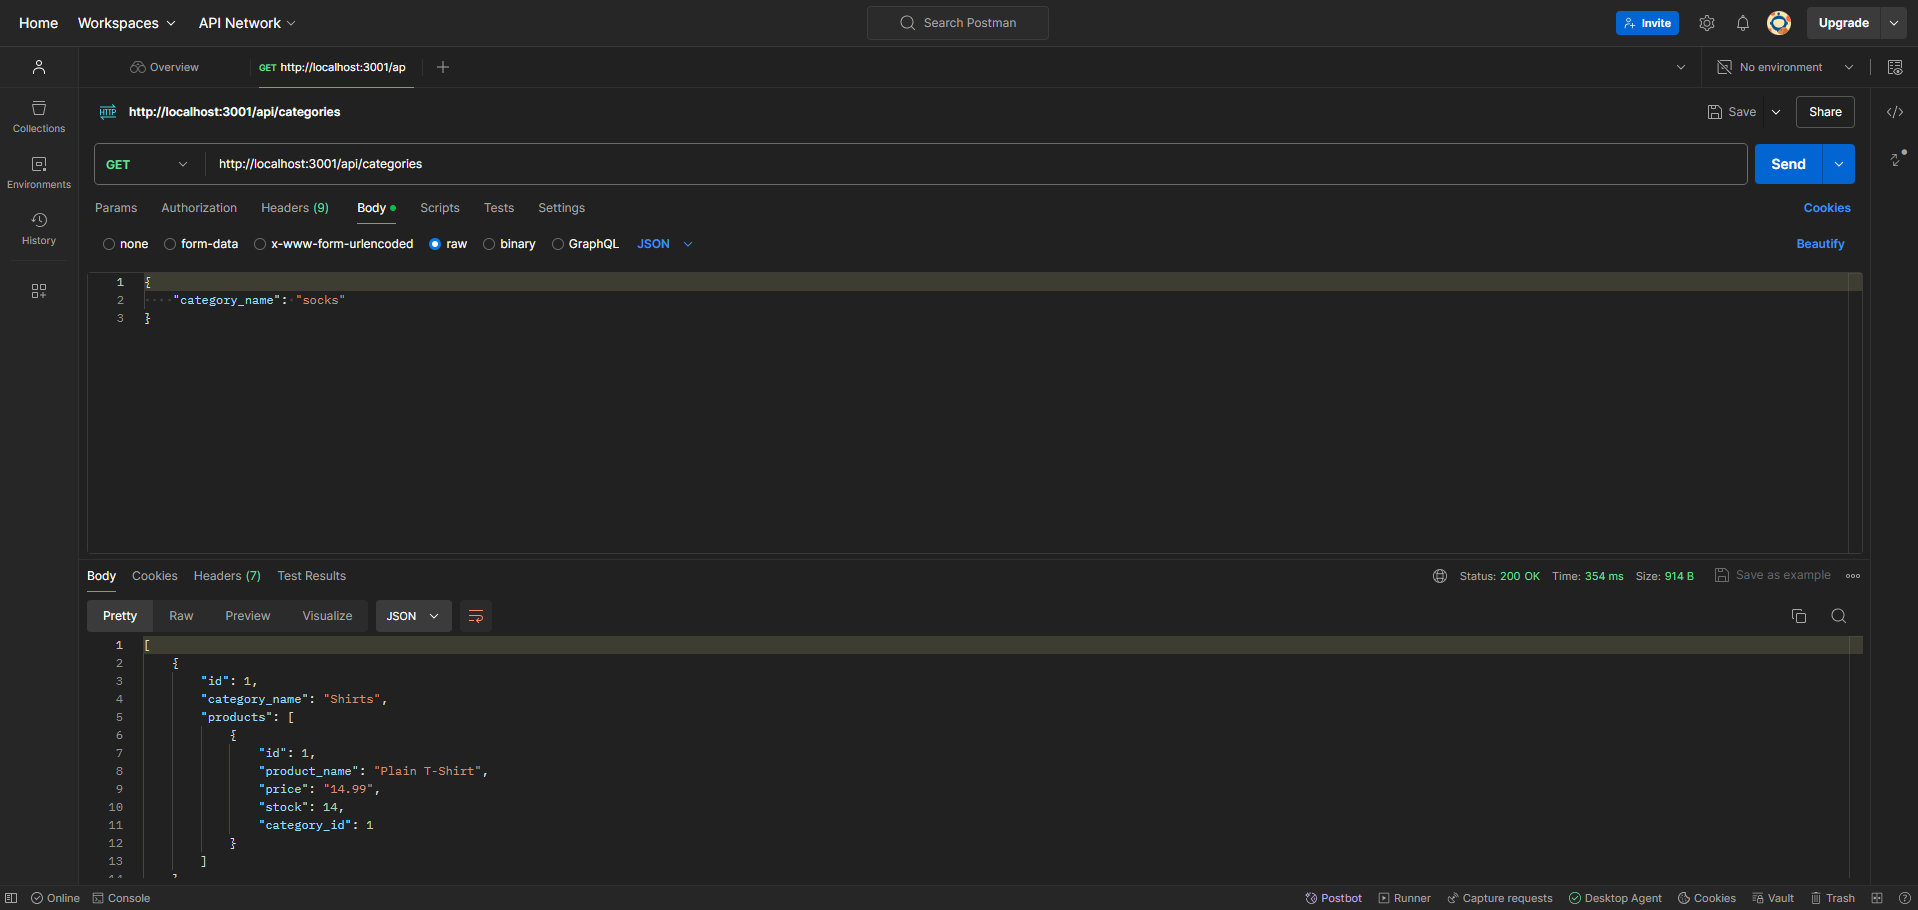 Home Workspaces API Network Search Postman Invite Upgrade
Overview GET http://localhost:3001/ap No environment
HTTP http://localhost:3001/api/categories Save Share
Collections
Environments
History
GET http://localhost:3001/api/categories Send
Params Authorization Headers (9) Body Scripts Tests Settings Cookies
none form-data x-www-form-urlencoded raw binary GraphQL JSON Beautify
1 {
2 "category_name": "socks"
3 }
Body Cookies Headers (7) Test Results Status: 200 OK Time: 354 ms Size: 914 B Save as example
Pretty Raw Preview Visualize JSON
1 [
2 {
3 "id": 1,
4 "category_name": "Shirts",
5 "products": [
6 {
7 "id": 1,
8 "product_name": "Plain T-Shirt",
9 "price": "14.99",
10 "stock": 14,
11 "category_id": 1
12 }
13 ]
Online Console Postbot Runner Capture requests Desktop Agent Cookies Vault Trash